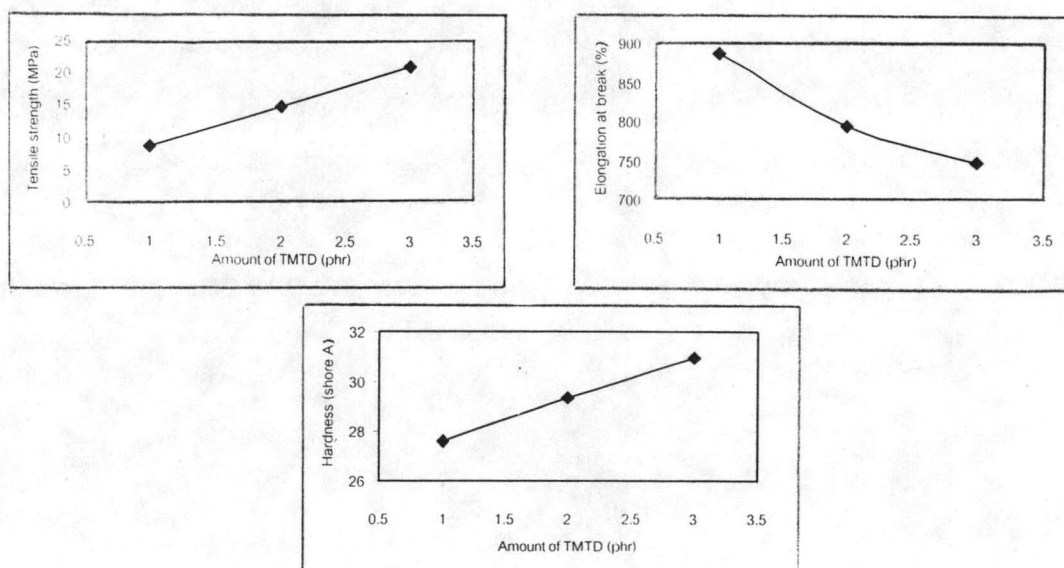 Tensile strength (MPa)
25
20
15
10
5
0
0.5 1 1.5 2 2.5 3 3.5
Amount of TMTD (phr)
Elongation at break (%)
900
850
800
750
700
0.5 1 1.5 2 2.5 3 3.5
Amount of TMTD (phr)
Hardness (shore A)
32
30
28
26
0.5 1 1.5 2 2.5 3 3.5
Amount of TMTD (phr)